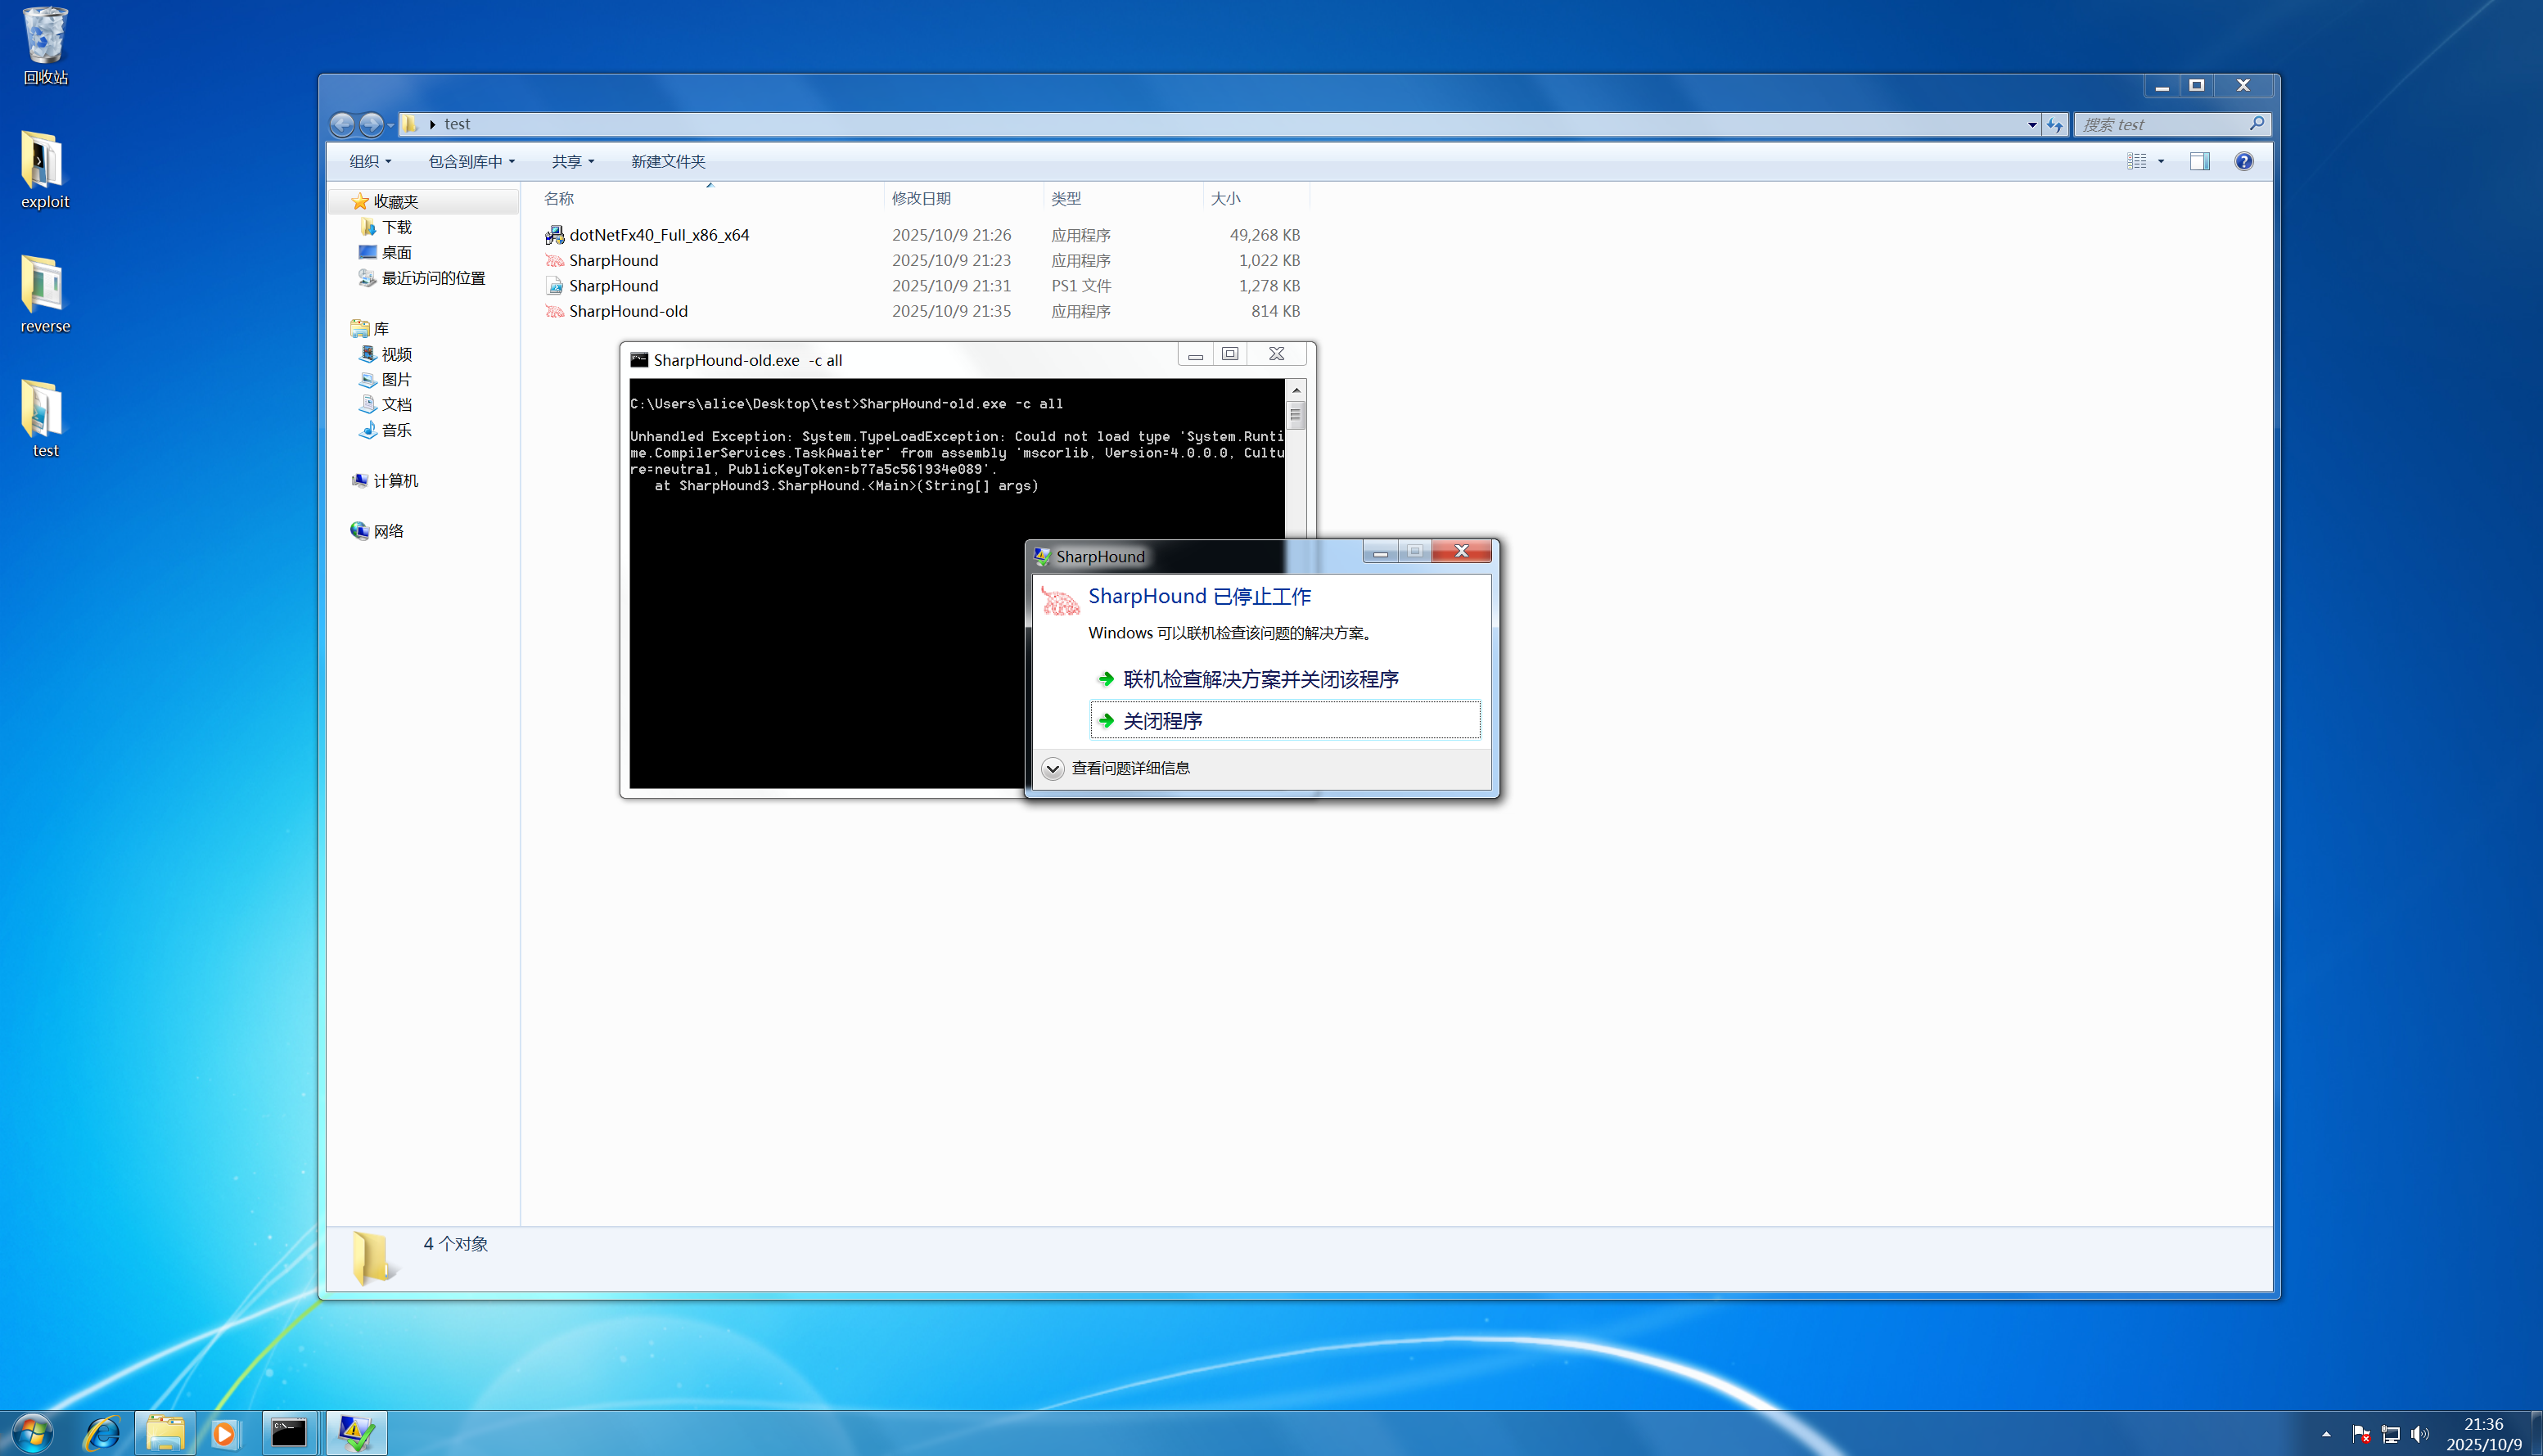 回收站
exploit
reverse
test
test
搜索 test
组织
包含到库中
共享
新建文件夹
收藏夹
下载
桌面
最近访问的位置
库
视频
图片
文档
音乐
计算机
网络
名称 修改日期 类型 大小
dotNetFx40_Full_x86_x64 2025/10/9 21:26 应用程序 49,268 KB
SharpHound 2025/10/9 21:23 应用程序 1,022 KB
SharpHound 2025/10/9 21:31 PS1 文件 1,278 KB
SharpHound-old 2025/10/9 21:35 应用程序 814 KB
SharpHound-old.exe -c all
C:\Users\alice\Desktop\test>SharpHound-old.exe -c all
Unhandled Exception: System.TypeLoadException: Could not load type 'System.Runti
me.CompilerServices.TaskAwaiter' from assembly 'mscorlib, Version=4.0.0.0, Cultu
re=neutral, PublicKeyToken=b77a5c561934e089'.
at SharpHound3.SharpHound.<Main>(String[] args)
SharpHound
SharpHound 已停止工作
Windows 可以联机检查该问题的解决方案。
联机检查解决方案并关闭该程序
关闭程序
查看问题详细信息
4 个对象
21:36
2025/10/9